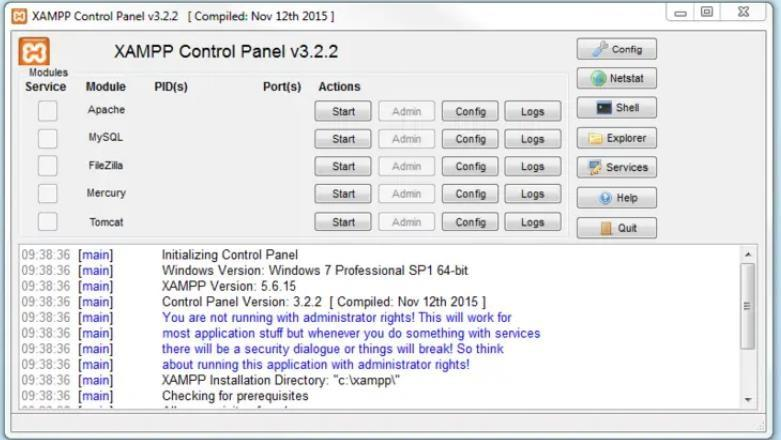 XAMPP Control Panel v3.2.2 [ Compiled: Nov 12th 2015 ]
XAMPP Control Panel v3.2.2
Modules
Service Module PID(s) Port(s) Actions
Apache Start Admin Config Logs
MySQL Start Admin Config Logs
FileZilla Start Admin Config Logs
Mercury Start Admin Config Logs
Tomcat Start Admin Config Logs
Config
Netstat
Shell
Explorer
Services
Help
Quit
09:38:36 [main] Initializing Control Panel
09:38:36 [main] Windows Version: Windows 7 Professional SP1 64-bit
09:38:36 [main] XAMPP Version: 5.6.15
09:38:36 [main] Control Panel Version: 3.2.2 [ Compiled: Nov 12th 2015 ]
09:38:36 [main] You are not running with administrator rights! This will work for
09:38:36 [main] most application stuff but whenever you do something with services
09:38:36 [main] there will be a security dialogue or things will break! So think
09:38:36 [main] about running this application with administrator rights!
09:38:36 [main] XAMPP Installation Directory: "c:\xampp\"
09:38:36 [main] Checking for prerequisites